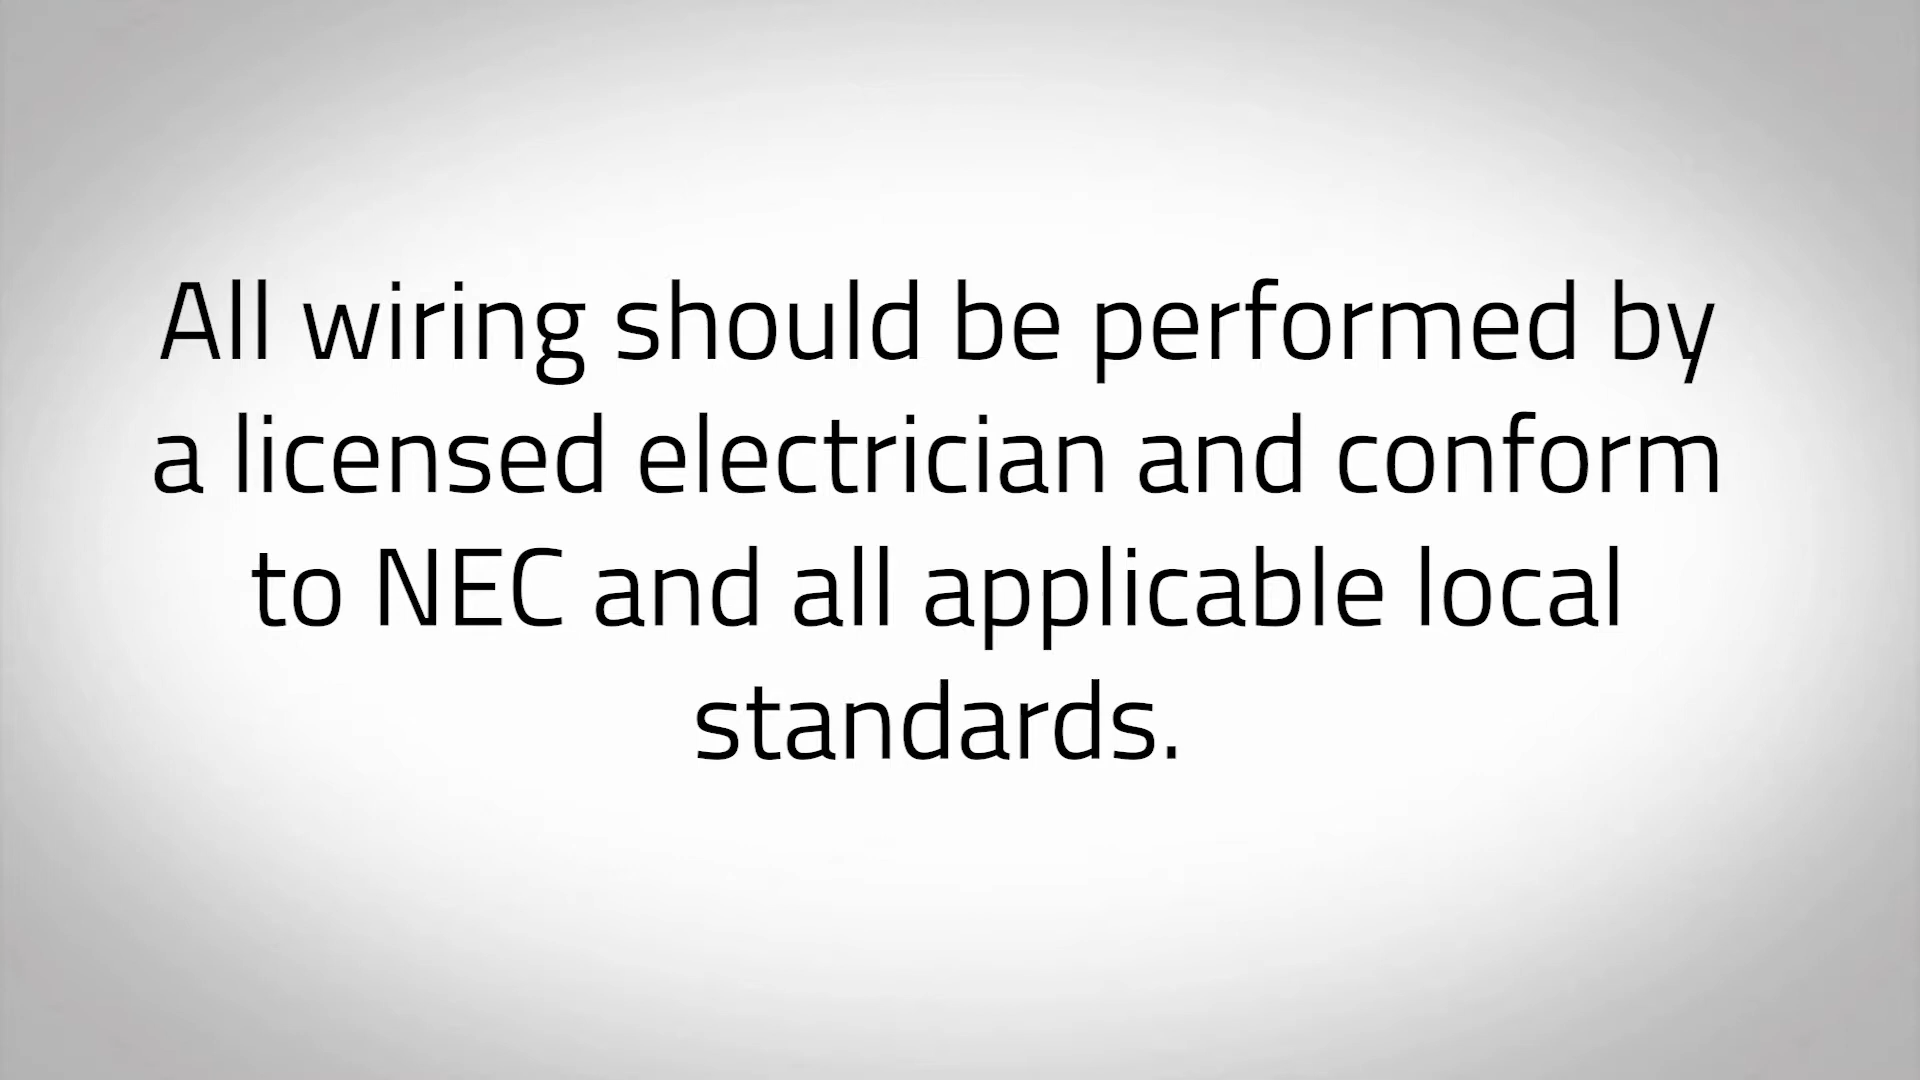 All wiring should be performed by
a licensed electrician and conform
to NEC and all applicable local
standards.